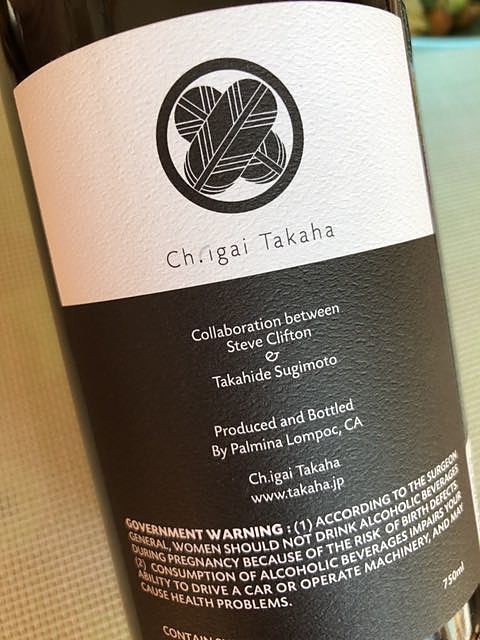 Ch.igai Takaha
Collaboration between
Steve Clifton
&
Takahide Sugimoto
Produced and Bottled
By Palmina Lompoc, CA
Ch.igai Takaha
www.takaha.jp
GOVERNMENT WARNING : (1) ACCORDING TO THE SURGEON
GENERAL, WOMEN SHOULD NOT DRINK ALCOHOLIC BEVERAGES
DURING PREGNANCY BECAUSE OF THE RISK OF BIRTH DEFECTS.
(2) CONSUMPTION OF ALCOHOLIC BEVERAGES IMPAIRS YOUR
ABILITY TO DRIVE A CAR OR OPERATE MACHINERY, AND MAY
CAUSE HEALTH PROBLEMS.
750ml